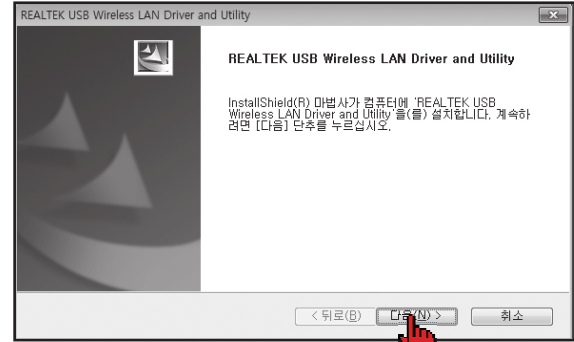 REALTEK USB Wireless LAN Driver and Utility
REALTEK USB Wireless LAN Driver and Utility
InstallShield(R) 마법사가 컴퓨터에 'REALTEK USB
Wireless LAN Driver and Utility'을(를) 설치합니다. 계속하
려면 [다음] 단추를 누르십시오.
< 뒤로(B) 다음(N) > 취소